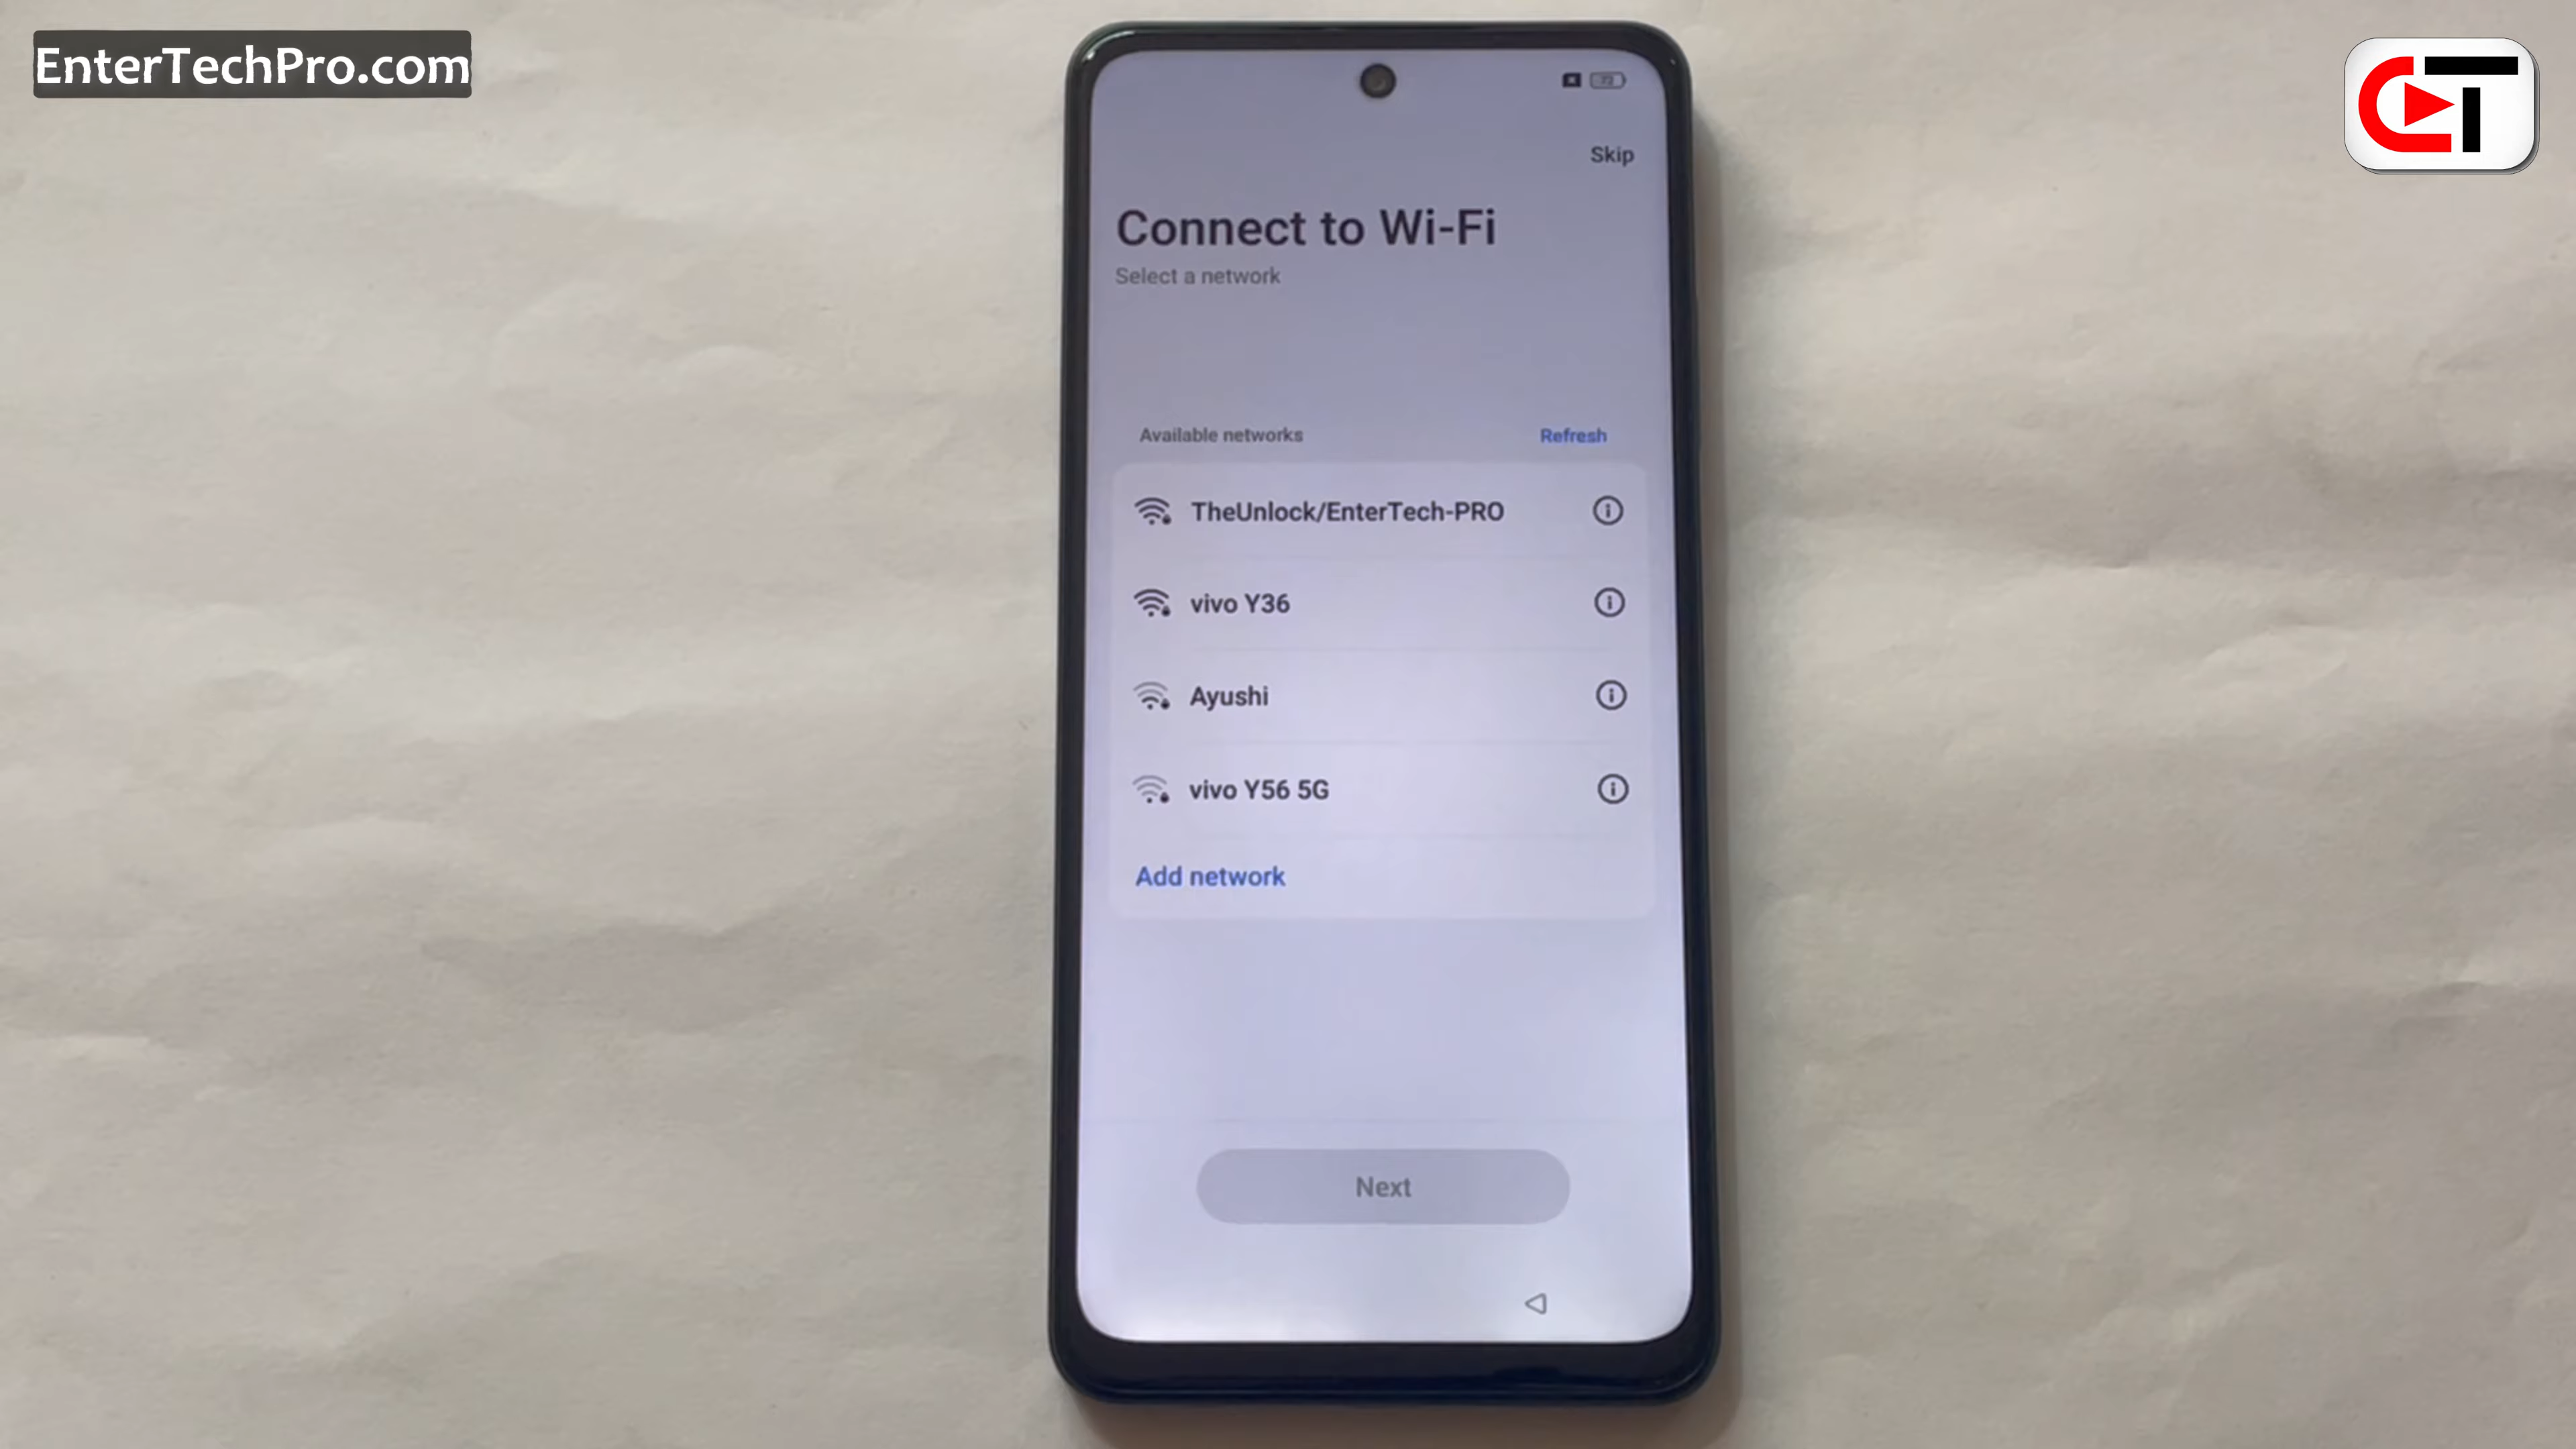 EnterTechPro.com
Skip
Connect to Wi-Fi
Select a network
Available networks Refresh
TheUnlock/EnterTech-PRO
vivo Y36
Ayushi
vivo Y56 5G
Add network
Next